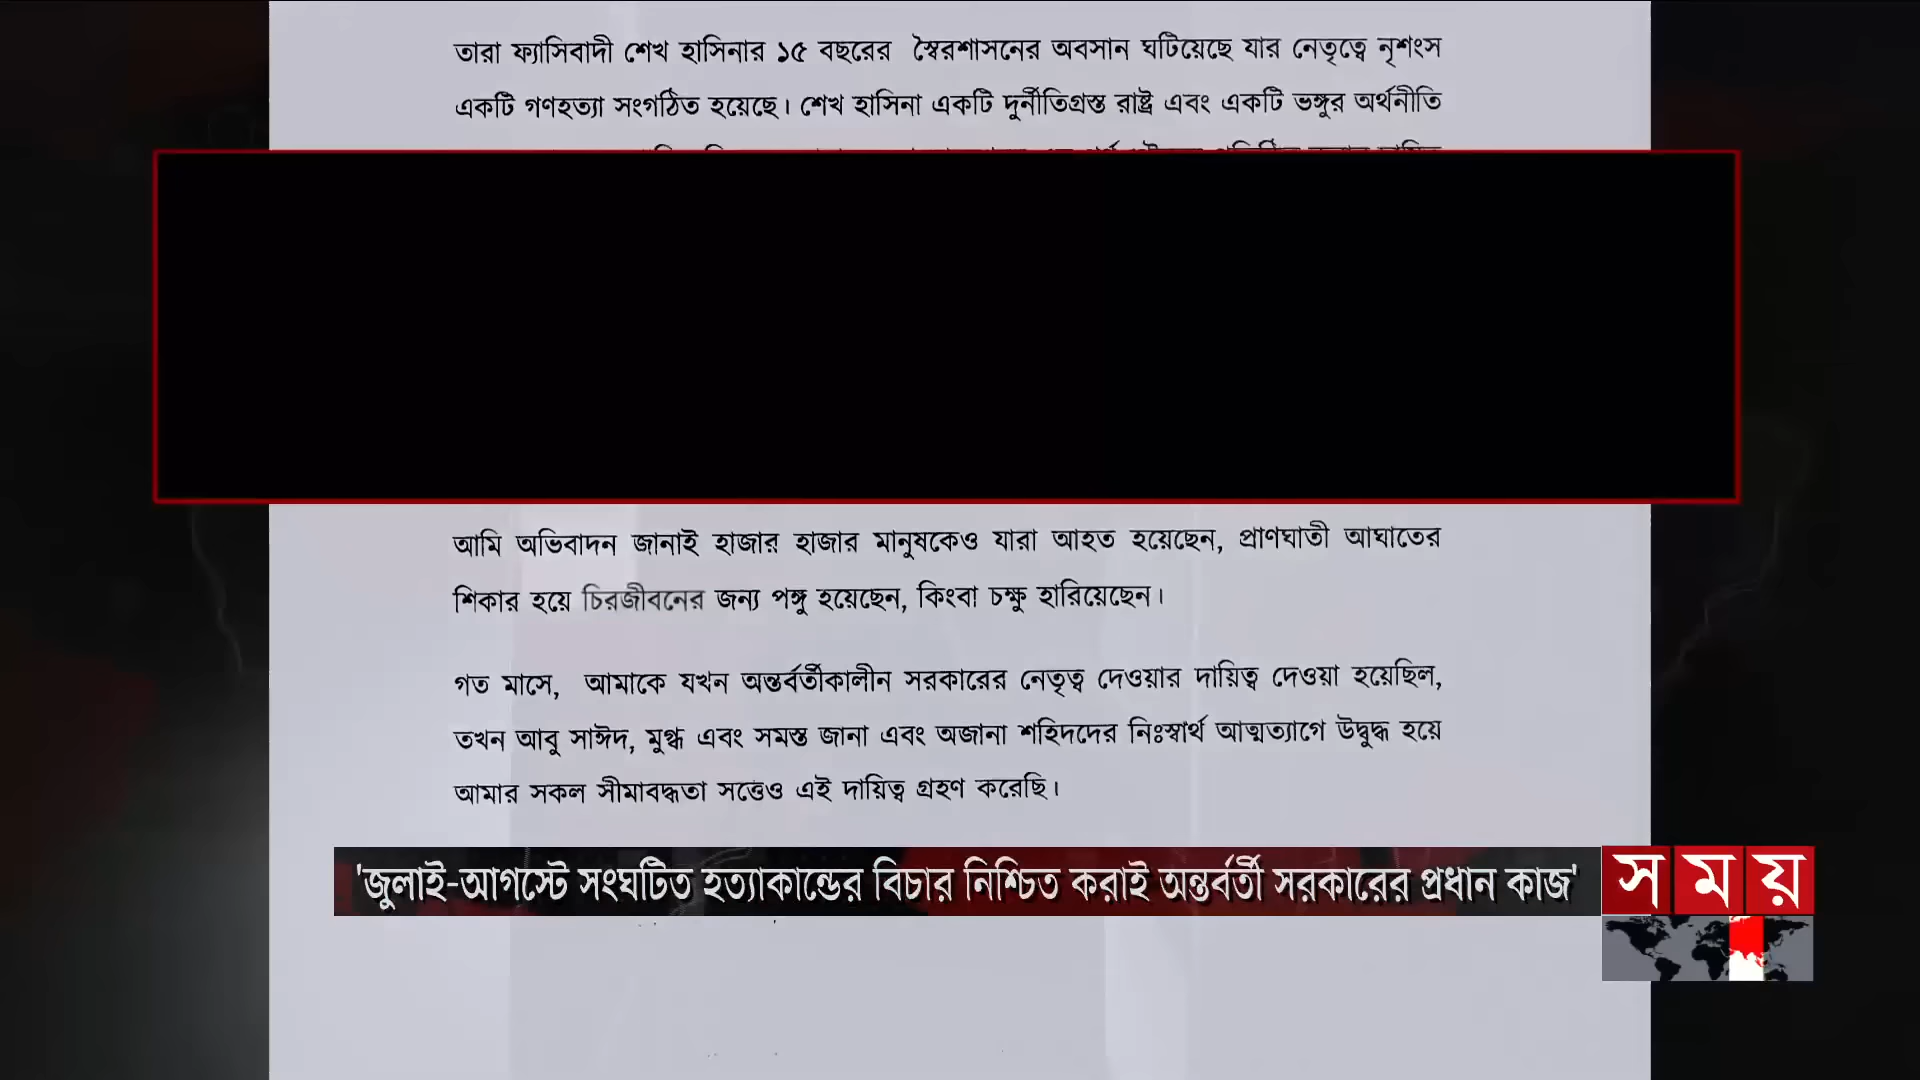 তারা ফ্যাসিবাদী শেখ হাসিনার ১৫ বছরের স্বৈরশাসনের অবসান ঘটিয়েছে যার নেতৃত্বে নৃশংস
একটি গণহত্যা সংগঠিত হয়েছে। শেখ হাসিনা একটি দুর্নীতিগ্রস্ত রাষ্ট্র এবং একটি ভঙ্গুর অর্থনীতি
আমি অভিবাদন জানাই হাজার হাজার মানুষকেও যারা আহত হয়েছেন, প্রাণঘাতী আঘাতের
শিকার হয়ে চিরজীবনের জন্য পঙ্গু হয়েছেন, কিংবা চক্ষু হারিয়েছেন।
গত মাসে, আমাকে যখন অন্তর্বর্তীকালীন সরকারের নেতৃত্ব দেওয়ার দায়িত্ব দেওয়া হয়েছিল,
তখন আবু সাঈদ, মুগ্ধ এবং সমস্ত জানা এবং অজানা শহিদদের নিঃস্বার্থ আত্মত্যাগে উদ্বুদ্ধ হয়ে
আমার সকল সীমাবদ্ধতা সত্তেও এই দায়িত্ব গ্রহণ করেছি।
'জুলাই-আগস্টে সংঘটিত হত্যাকান্ডের বিচার নিশ্চিত করাই অন্তর্বর্তী সরকারের প্রধান কাজ'
সময়